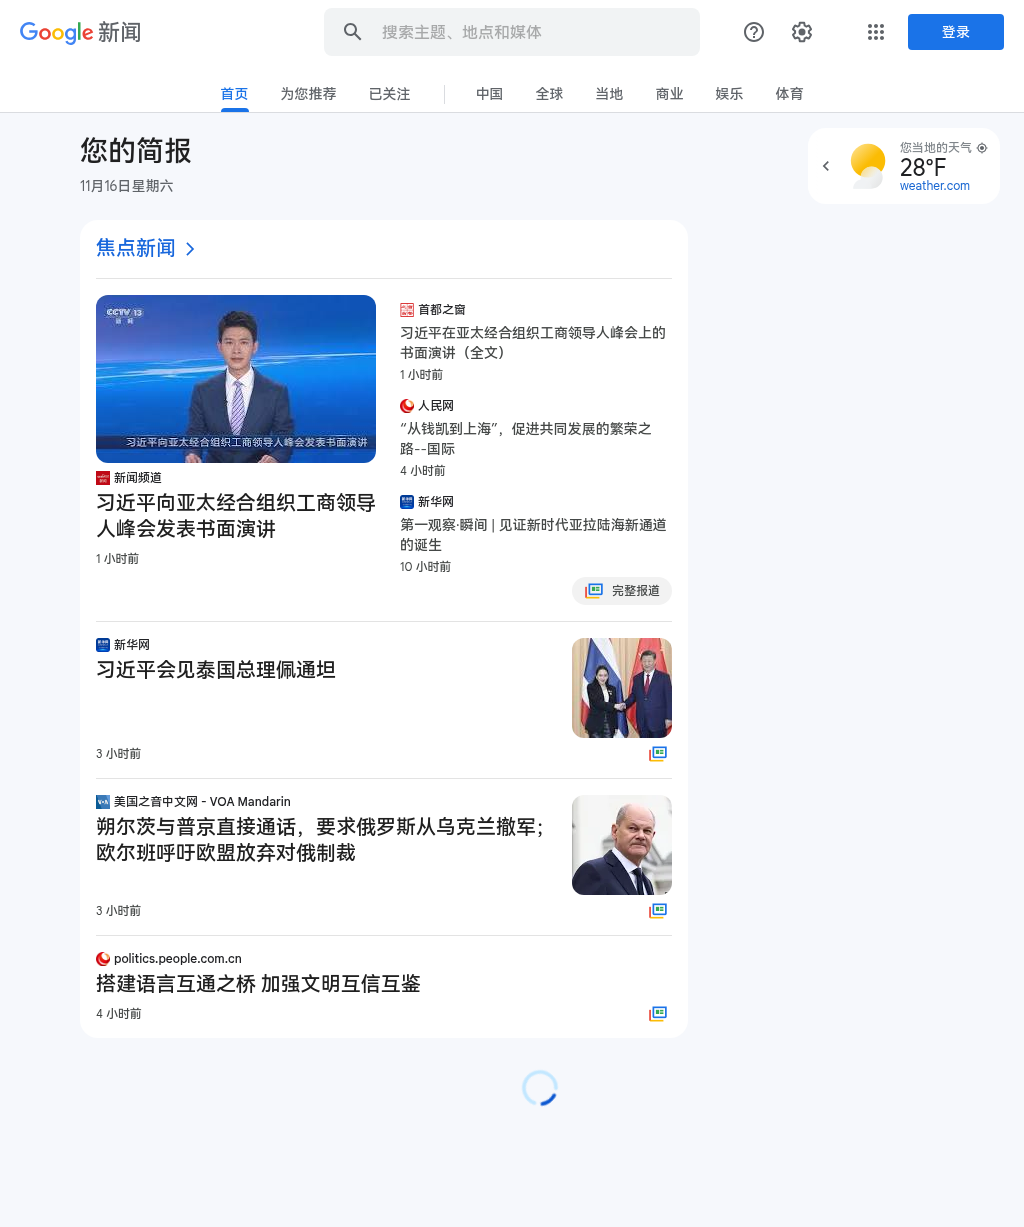 Google 新闻
搜索主题、地点和媒体
登录
首页
为您推荐
已关注
中国
全球
当地
商业
娱乐
体育
您的简报
11月16日星期六
您当地的天气
28°F
weather.com
焦点新闻
CCTV 13
新闻
习近平向亚太经合组织工商领导人峰会发表书面演讲
新闻频道
习近平向亚太经合组织工商领导
人峰会发表书面演讲
1 小时前
首都之窗
习近平在亚太经合组织工商领导人峰会上的
书面演讲（全文）
1 小时前
人民网
“从钱凯到上海”，促进共同发展的繁荣之
路--国际
4 小时前
新华网
第一观察·瞬间 | 见证新时代亚拉陆海新通道
的诞生
10 小时前
完整报道
新华网
习近平会见泰国总理佩通坦
3 小时前
VOA
美国之音中文网 - VOA Mandarin
朔尔茨与普京直接通话，要求俄罗斯从乌克兰撤军；
欧尔班呼吁欧盟放弃对俄制裁
3 小时前
politics.people.com.cn
搭建语言互通之桥 加强文明互信互鉴
4 小时前